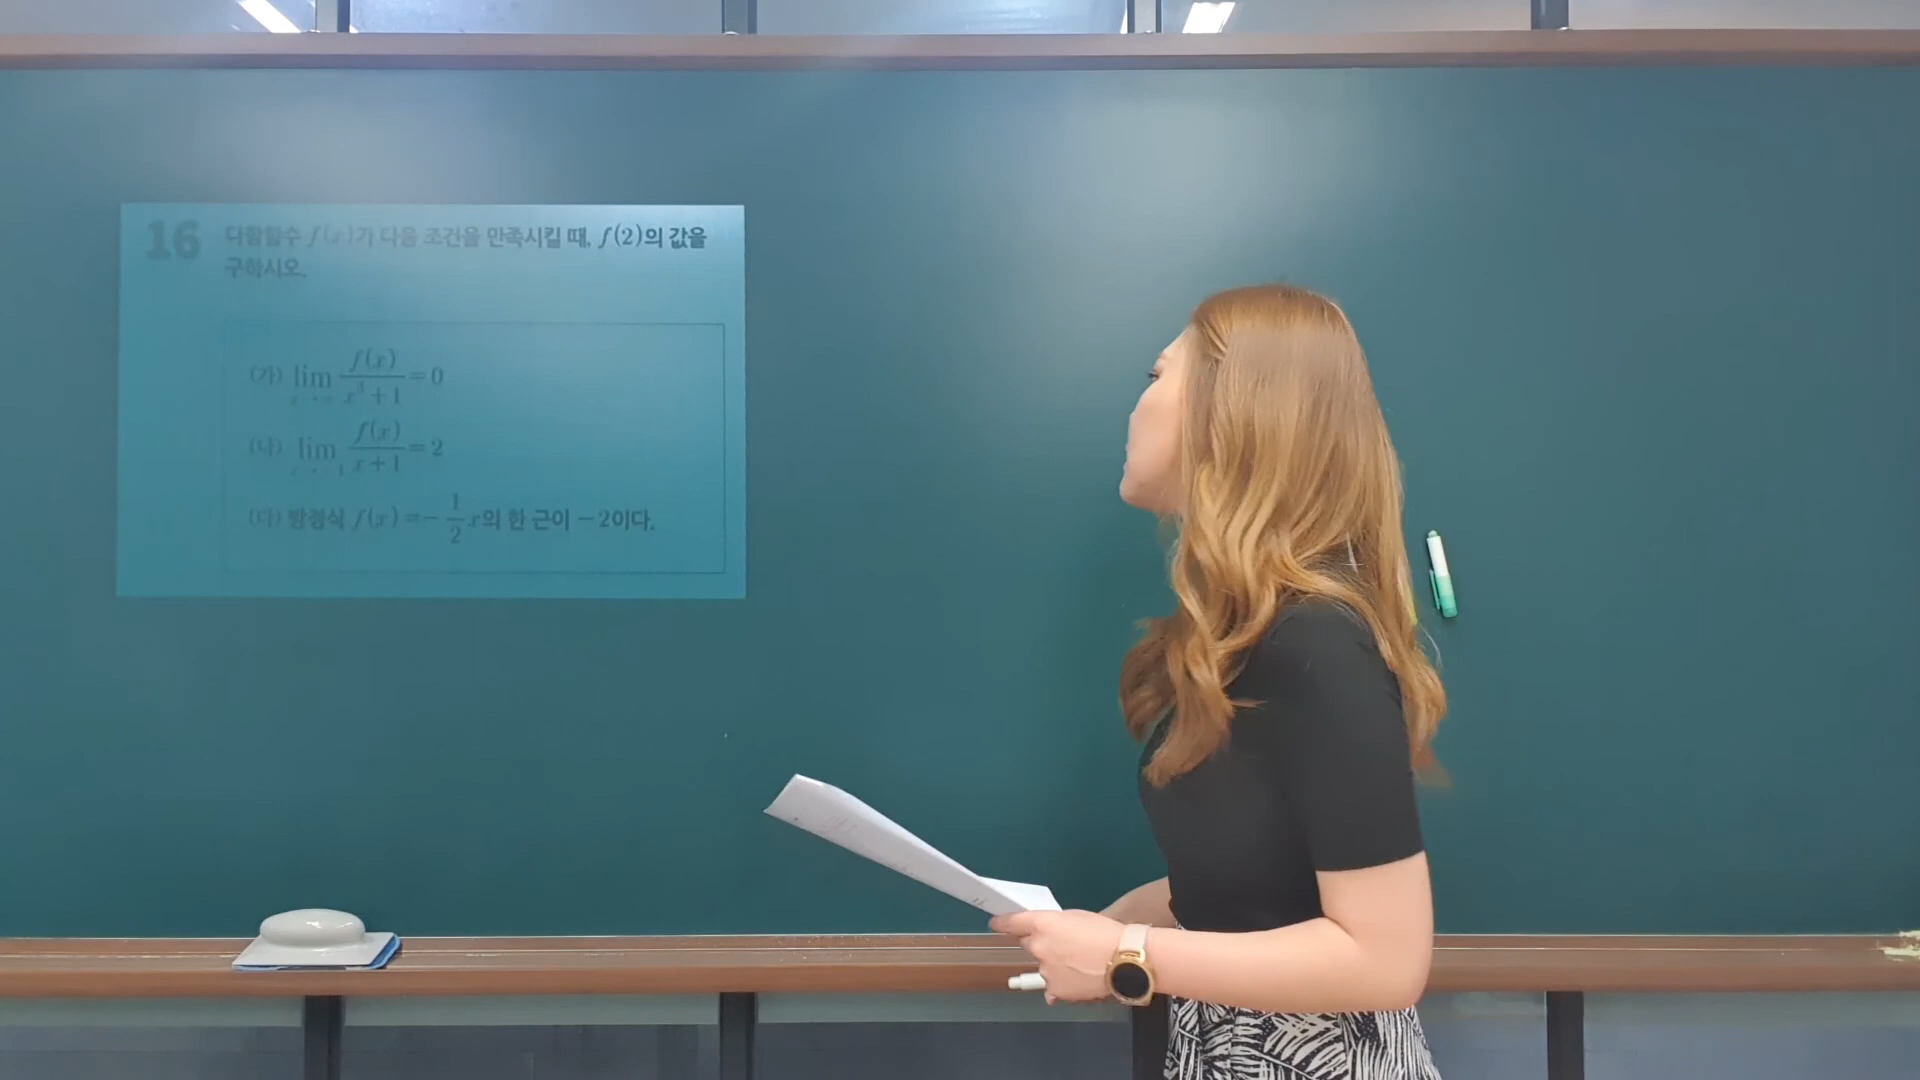 16 다항함수 f(x)가 다음 조건을 만족시킬 때, f(2)의 값을
구하시오.
(가) lim f(x)/x³+1 = 0
(나) lim x→-1 f(x)/x+1 = 2
(다) 방정식 f(x) = -1/2 x의 한 근이 -2이다.